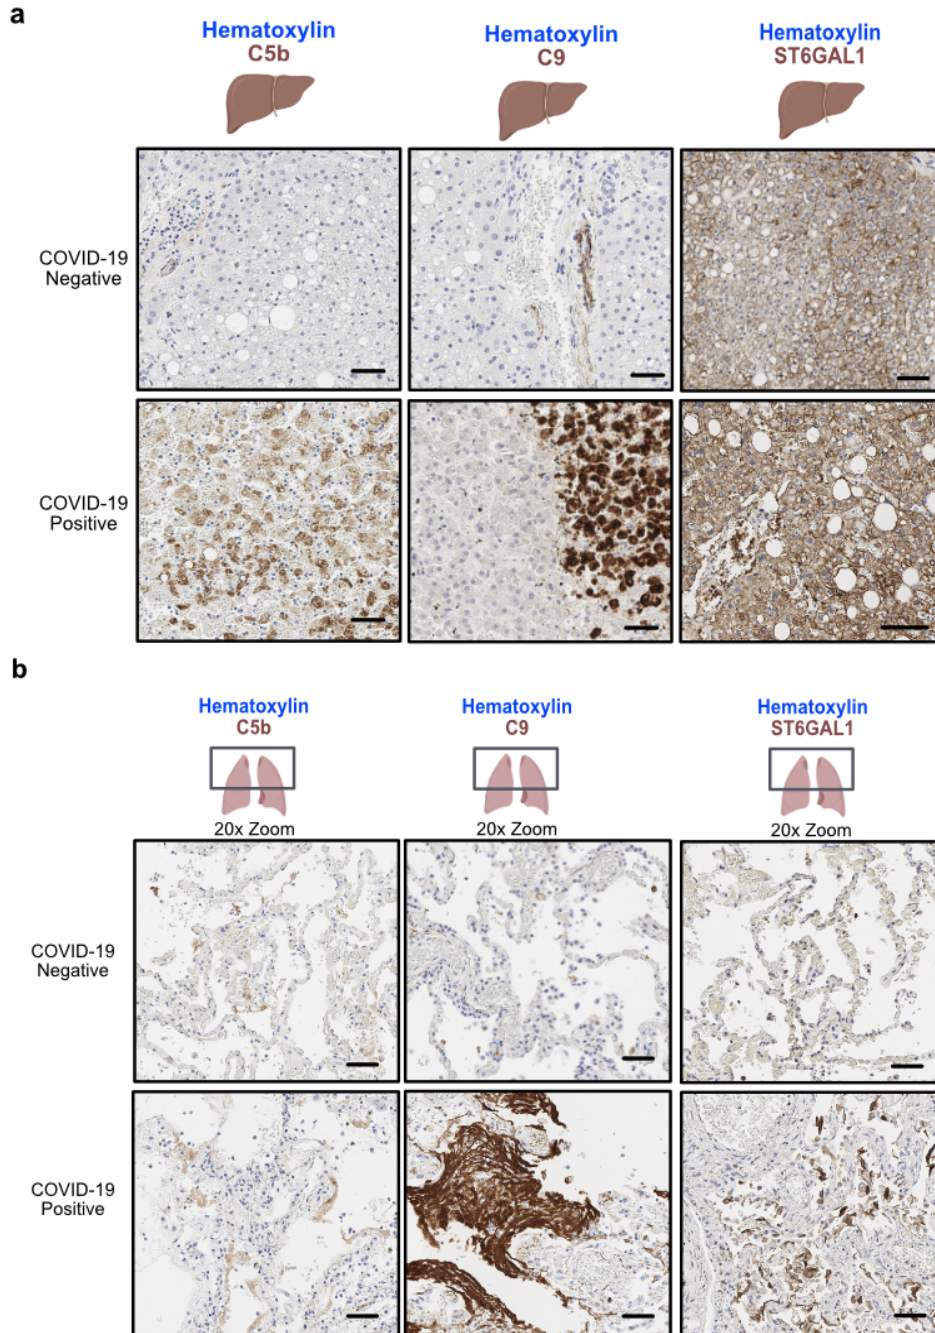 a
Hematoxylin
C5b
Hematoxylin
C9
Hematoxylin
ST6GAL1
COVID-19
Negative
COVID-19
Positive
b
Hematoxylin
C5b
Hematoxylin
C9
Hematoxylin
ST6GAL1
20x Zoom
20x Zoom
20x Zoom
COVID-19
Negative
COVID-19
Positive